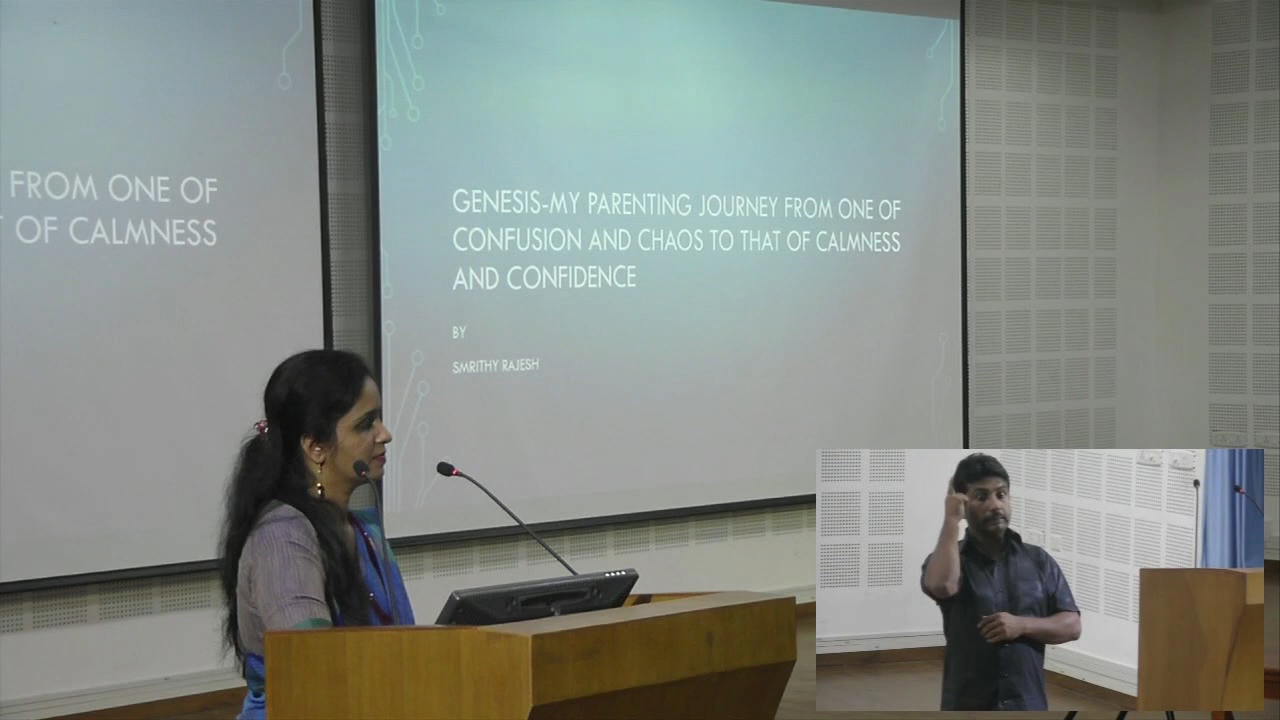 FROM ONE OF
OF CALMNESS
GENESIS-MY PARENTING JOURNEY FROM ONE OF
CONFUSION AND CHAOS TO THAT OF CALMNESS
AND CONFIDENCE
BY
SMRITHY RAJESH